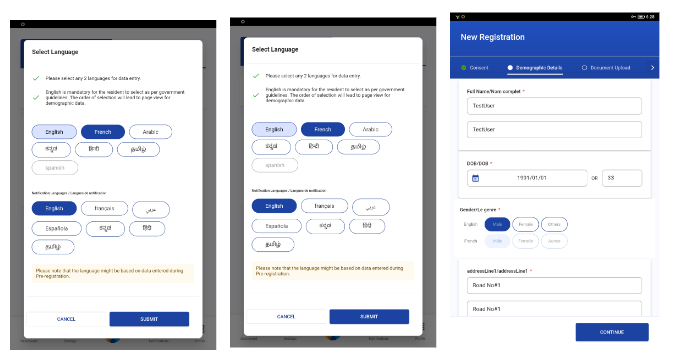 Select Language
Please select any 2 languages for data entry.
English is mandatory for the resident to select as per government
guidelines. The order of selection will lead to page view for
demographic data.
English
French
Arabic
ಕನ್ನಡ
हिन्दी
தமிழ்
spanish
Notification Languages / Langues de notification
English
français
عربي
Española
ಕನ್ನಡ
हिंदी
தமிழ்
Please note that the language might be based on data entered during
Pre-registration.
CANCEL
SUBMIT
Select Language
Please select any 2 languages for data entry.
English is mandatory for the resident to select as per government
guidelines. The order of selection will lead to page view for
demographic data.
English
French
Arabic
ಕನ್ನಡ
हिन्दी
தமிழ்
spanish
Notification Languages / Langues de notification
English
français
عربي
Española
ಕನ್ನಡ
हिंदी
தமிழ்
Please note that the language might be based on data entered during
Pre-registration.
CANCEL
SUBMIT
6:28
New Registration
Consent
Demographic Details
Document Upload
Full Name/Nom complet *
TestUser
TestUser
DOB/DOB *
1991/01/01
OR
33
Gender/Le genre *
English
Male
Female
Others
French
Male
Female
addressLine1/addressLine1 *
Road No#1
Road No#1
CONTINUE